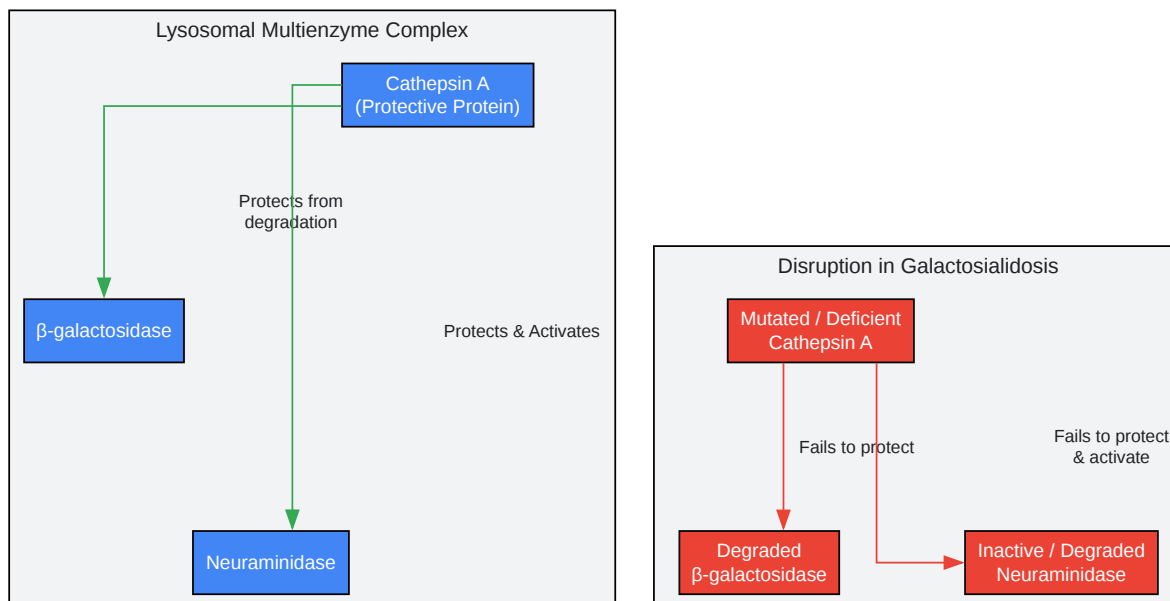 Lysosomal Multienzyme Complex
Cathepsin A
(Protective Protein)
Protects from
degradation
β-galactosidase
Protects & Activates
Neuraminidase
Disruption in Galactosialidosis
Mutated / Deficient
Cathepsin A
Fails to protect
Fails to protect
& activate
Degraded
β-galactosidase
Inactive / Degraded
Neuraminidase